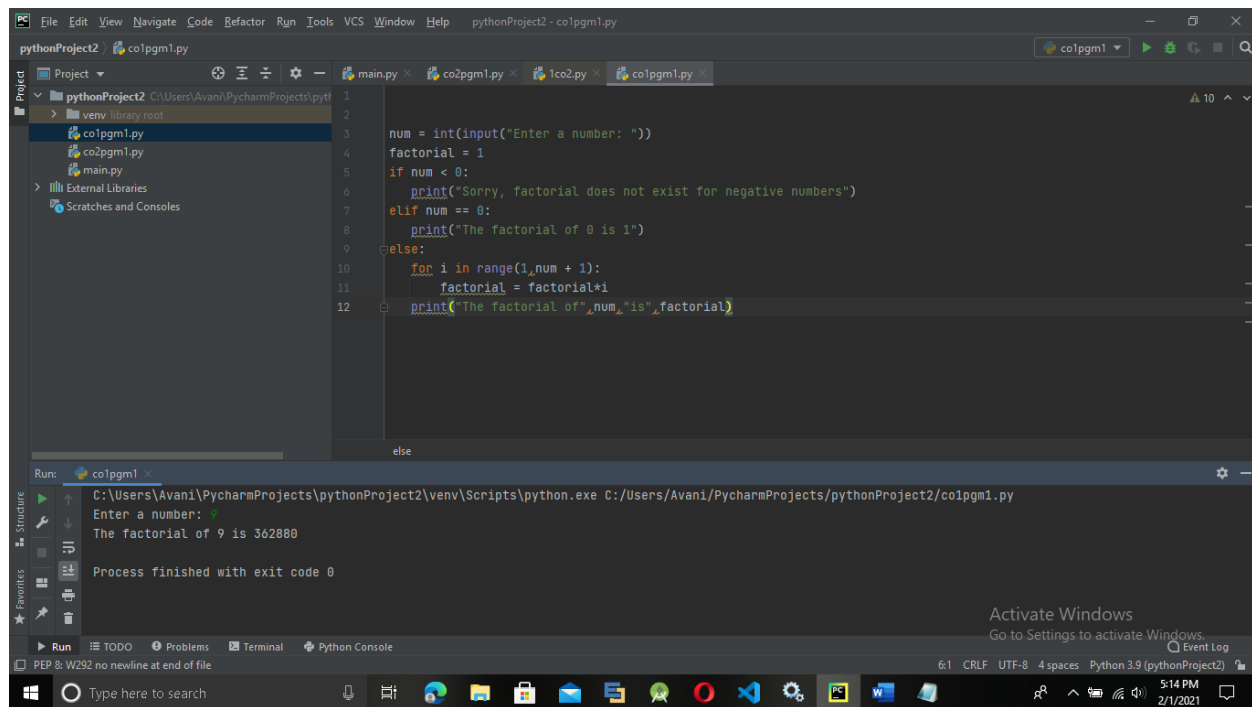 PC File Edit View Navigate Code Refactor Run Tools VCS Window Help pythonProject2 - co1pgm1.py
pythonProject2 co1pgm1.py co1pgm1
Project main.py co2pgm1.py 1co2.py co1pgm1.py
Project
pythonProject2 C:\Users\Avani\PycharmProjects\pyth
venv library root
co1pgm1.py
co2pgm1.py
main.py
External Libraries
Scratches and Consoles
10
1
2
3 num = int(input("Enter a number: "))
4 factorial = 1
5 if num < 0:
6 print("Sorry, factorial does not exist for negative numbers")
7 elif num == 0:
8 print("The factorial of 0 is 1")
9 else:
10 for i in range(1,num + 1):
11 factorial = factorial*i
12 print("The factorial of",num,"is",factorial)
else
Run: co1pgm1
Structure
Favorites
C:\Users\Avani\PycharmProjects\pythonProject2\venv\Scripts\python.exe C:/Users/Avani/PycharmProjects/pythonProject2/co1pgm1.py
Enter a number: 9
The factorial of 9 is 362880
Process finished with exit code 0
Activate Windows
Go to Settings to activate Windows.
Run TODO Problems Terminal Python Console Event Log
PEP 8: W292 no newline at end of file 6:1 CRLF UTF-8 4 spaces Python 3.9 (pythonProject2)
Type here to search PC W 5:14 PM
2/1/2021